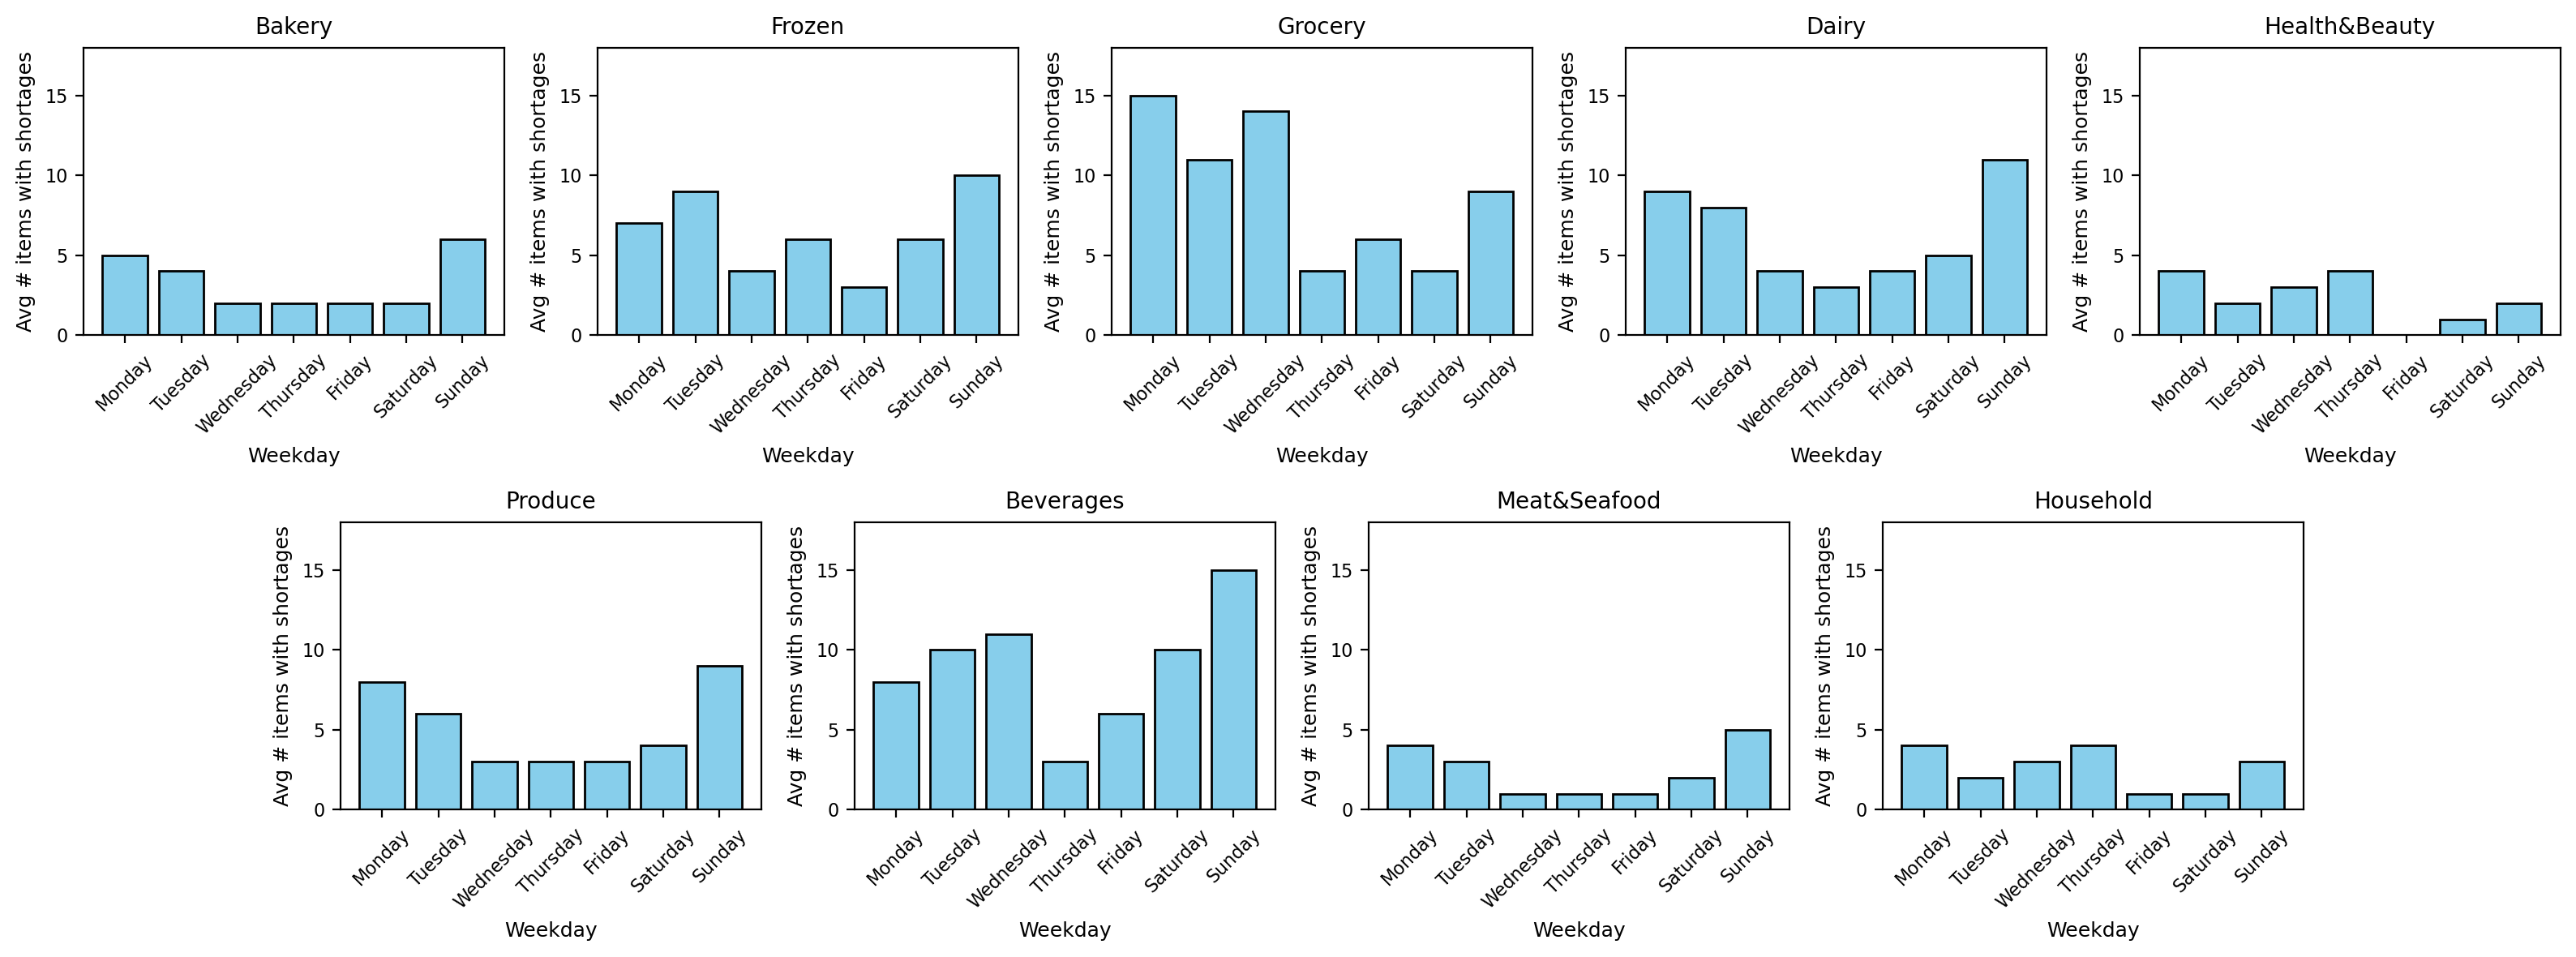 Bakery
Avg # items with shortages
15
10
5
0
Monday
Tuesday
Wednesday
Thursday
Friday
Saturday
Sunday
Weekday
Frozen
Avg # items with shortages
15
10
5
0
Monday
Tuesday
Wednesday
Thursday
Friday
Saturday
Sunday
Weekday
Grocery
Avg # items with shortages
15
10
5
0
Monday
Tuesday
Wednesday
Thursday
Friday
Saturday
Sunday
Weekday
Dairy
Avg # items with shortages
15
10
5
0
Monday
Tuesday
Wednesday
Thursday
Friday
Saturday
Sunday
Weekday
Health&Beauty
Avg # items with shortages
15
10
5
0
Monday
Tuesday
Wednesday
Thursday
Friday
Saturday
Sunday
Weekday
Produce
Avg # items with shortages
15
10
5
0
Monday
Tuesday
Wednesday
Thursday
Friday
Saturday
Sunday
Weekday
Beverages
Avg # items with shortages
15
10
5
0
Monday
Tuesday
Wednesday
Thursday
Friday
Saturday
Sunday
Weekday
Meat&Seafood
Avg # items with shortages
15
10
5
0
Monday
Tuesday
Wednesday
Thursday
Friday
Saturday
Sunday
Weekday
Household
Avg # items with shortages
15
10
5
0
Monday
Tuesday
Wednesday
Thursday
Friday
Saturday
Sunday
Weekday